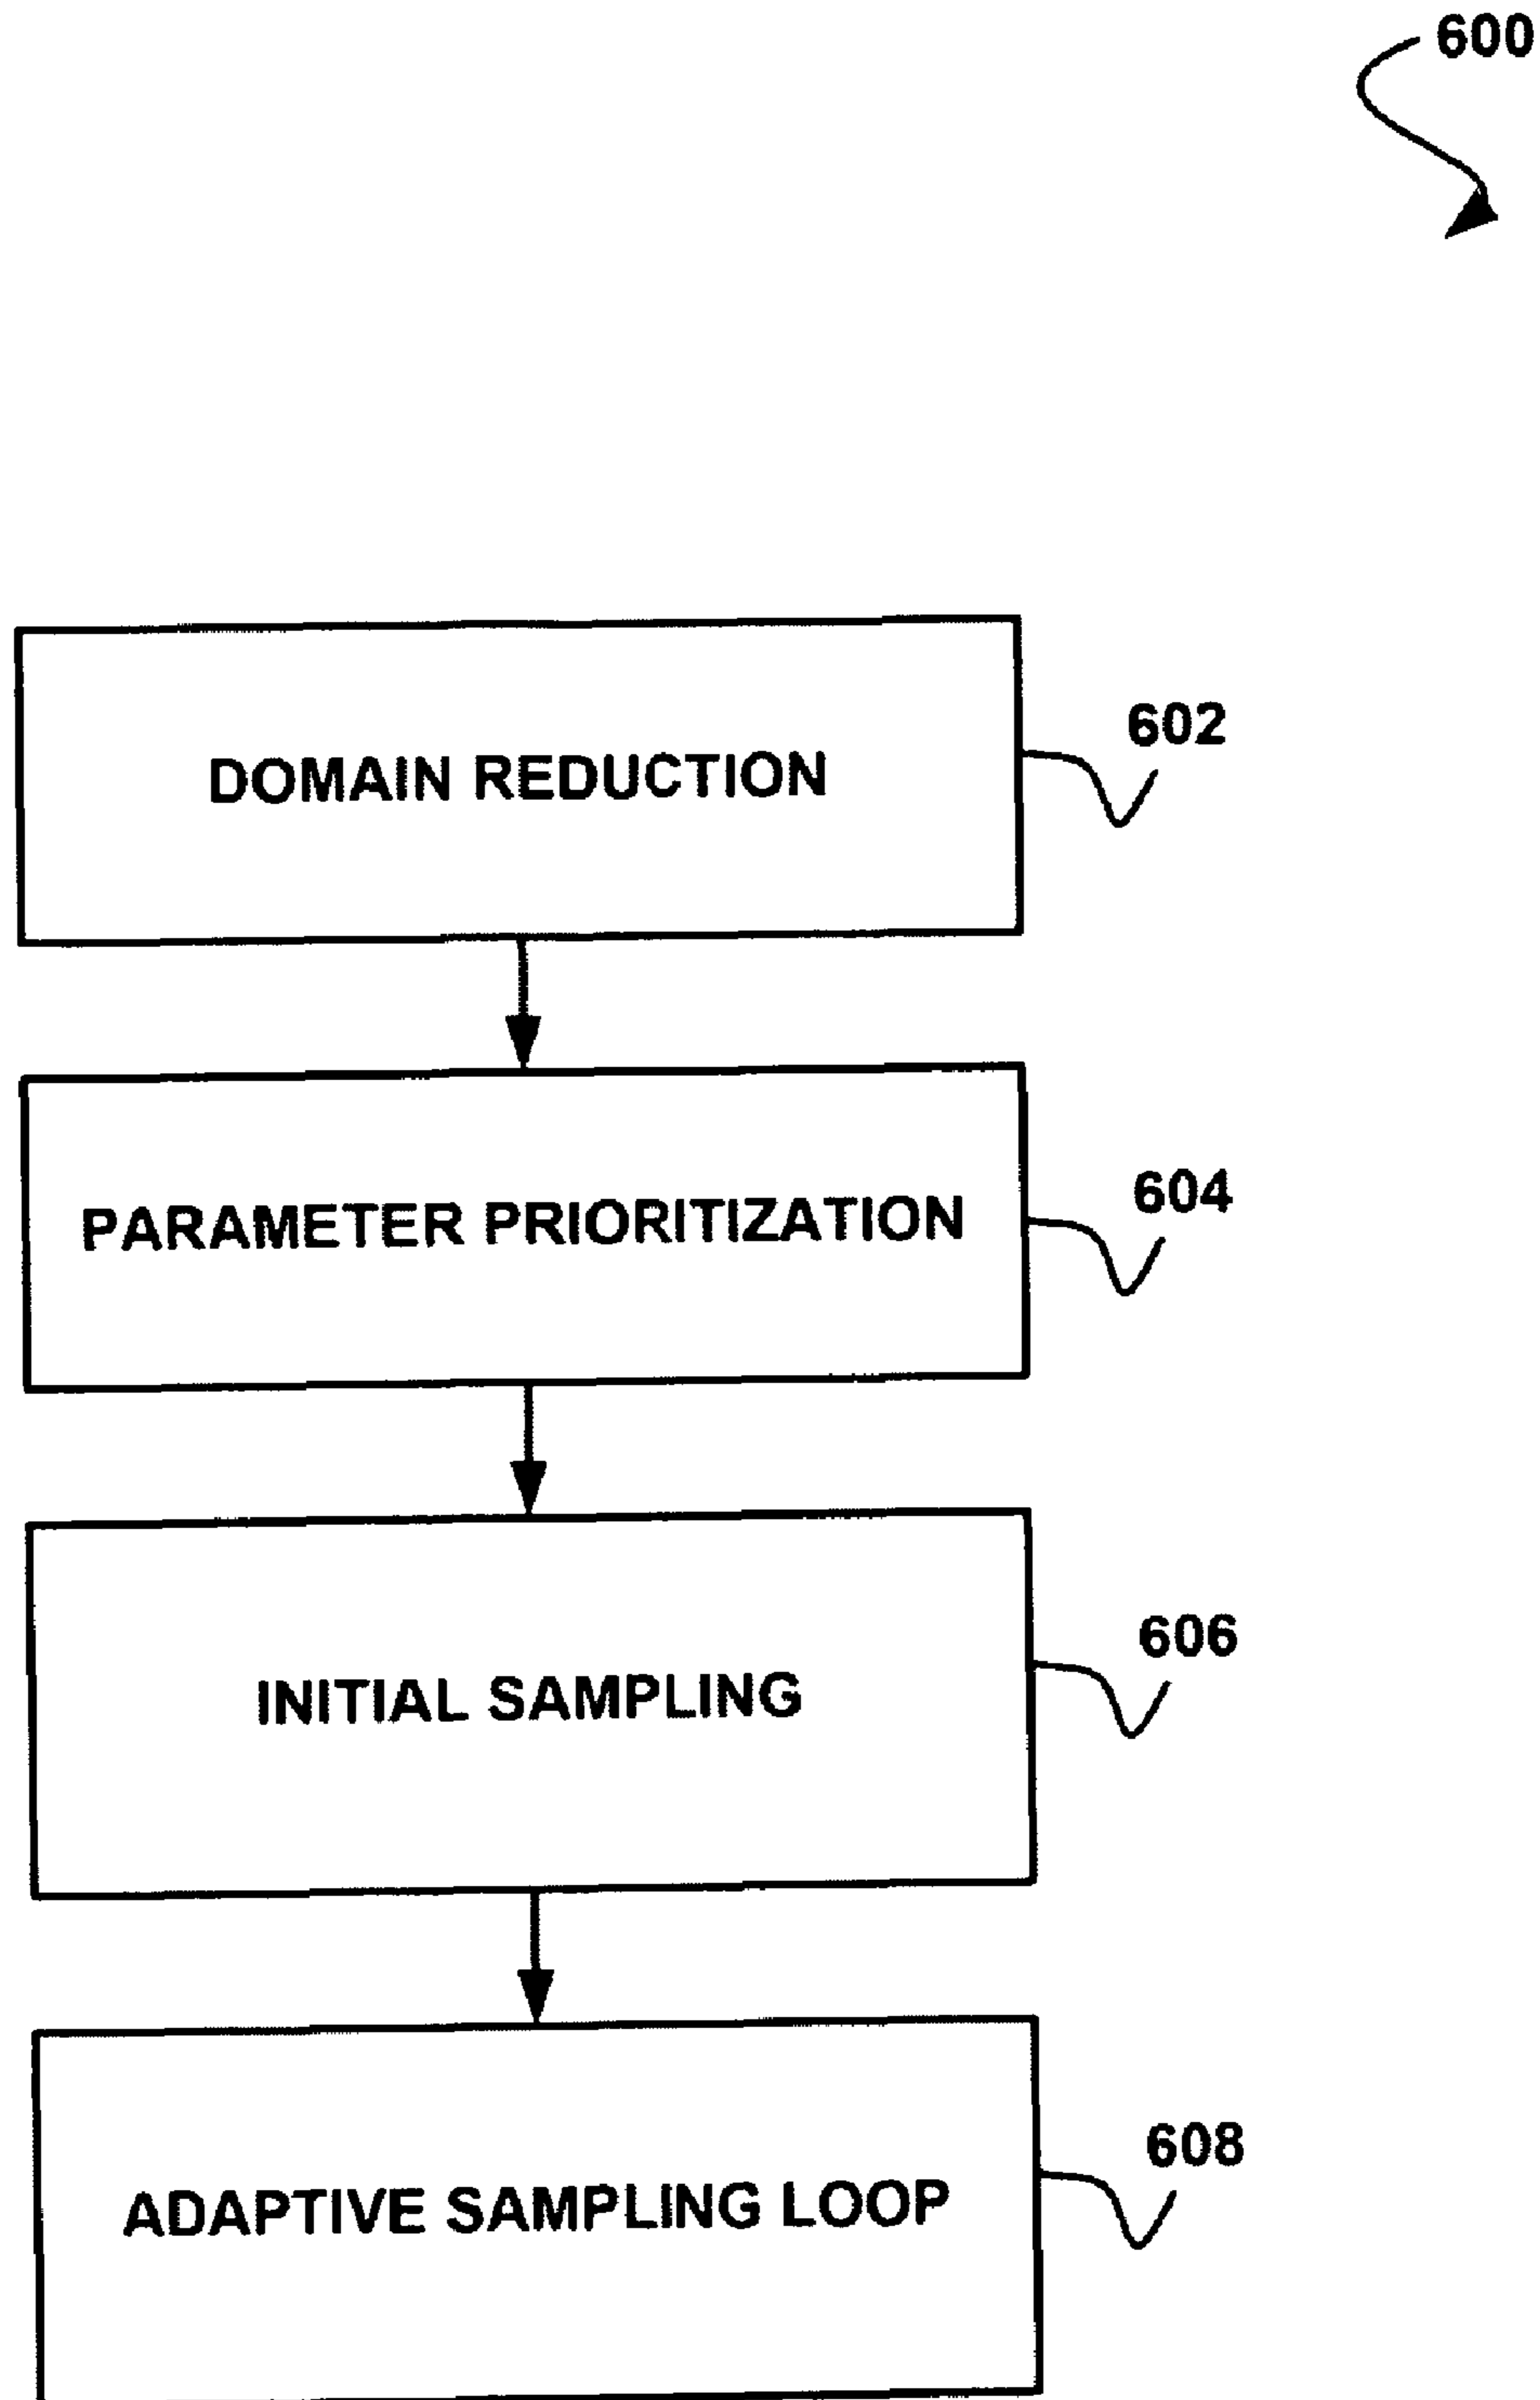 600
DOMAIN REDUCTION
602
PARAMETER PRIORITIZATION
604
INITIAL SAMPLING
606
ADAPTIVE SAMPLING LOOP
608